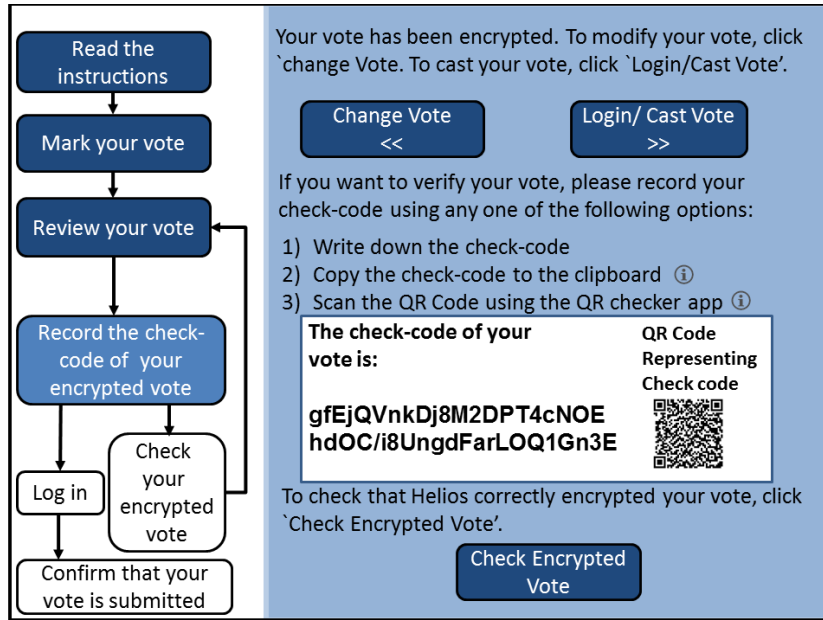 Read the
instructions
Mark your vote
Review your vote
Record the check-
code of your
encrypted vote
Check
your
encrypted
vote
Log in
Confirm that your
vote is submitted
Your vote has been encrypted. To modify your vote, click
`change Vote. To cast your vote, click `Login/Cast Vote’.
Change Vote
<<
Login/ Cast Vote
>>
If you want to verify your vote, please record your
check-code using any one of the following options:
1) Write down the check-code
2) Copy the check-code to the clipboard ⓘ
3) Scan the QR Code using the QR checker app ⓘ
The check-code of your
vote is:
gfEjQVnkDj8M2DPT4cNOE
hdOC/i8UngdFarLOQ1Gn3E
QR Code
Representing
Check code
To check that Helios correctly encrypted your vote, click
`Check Encrypted Vote’.
Check Encrypted
Vote